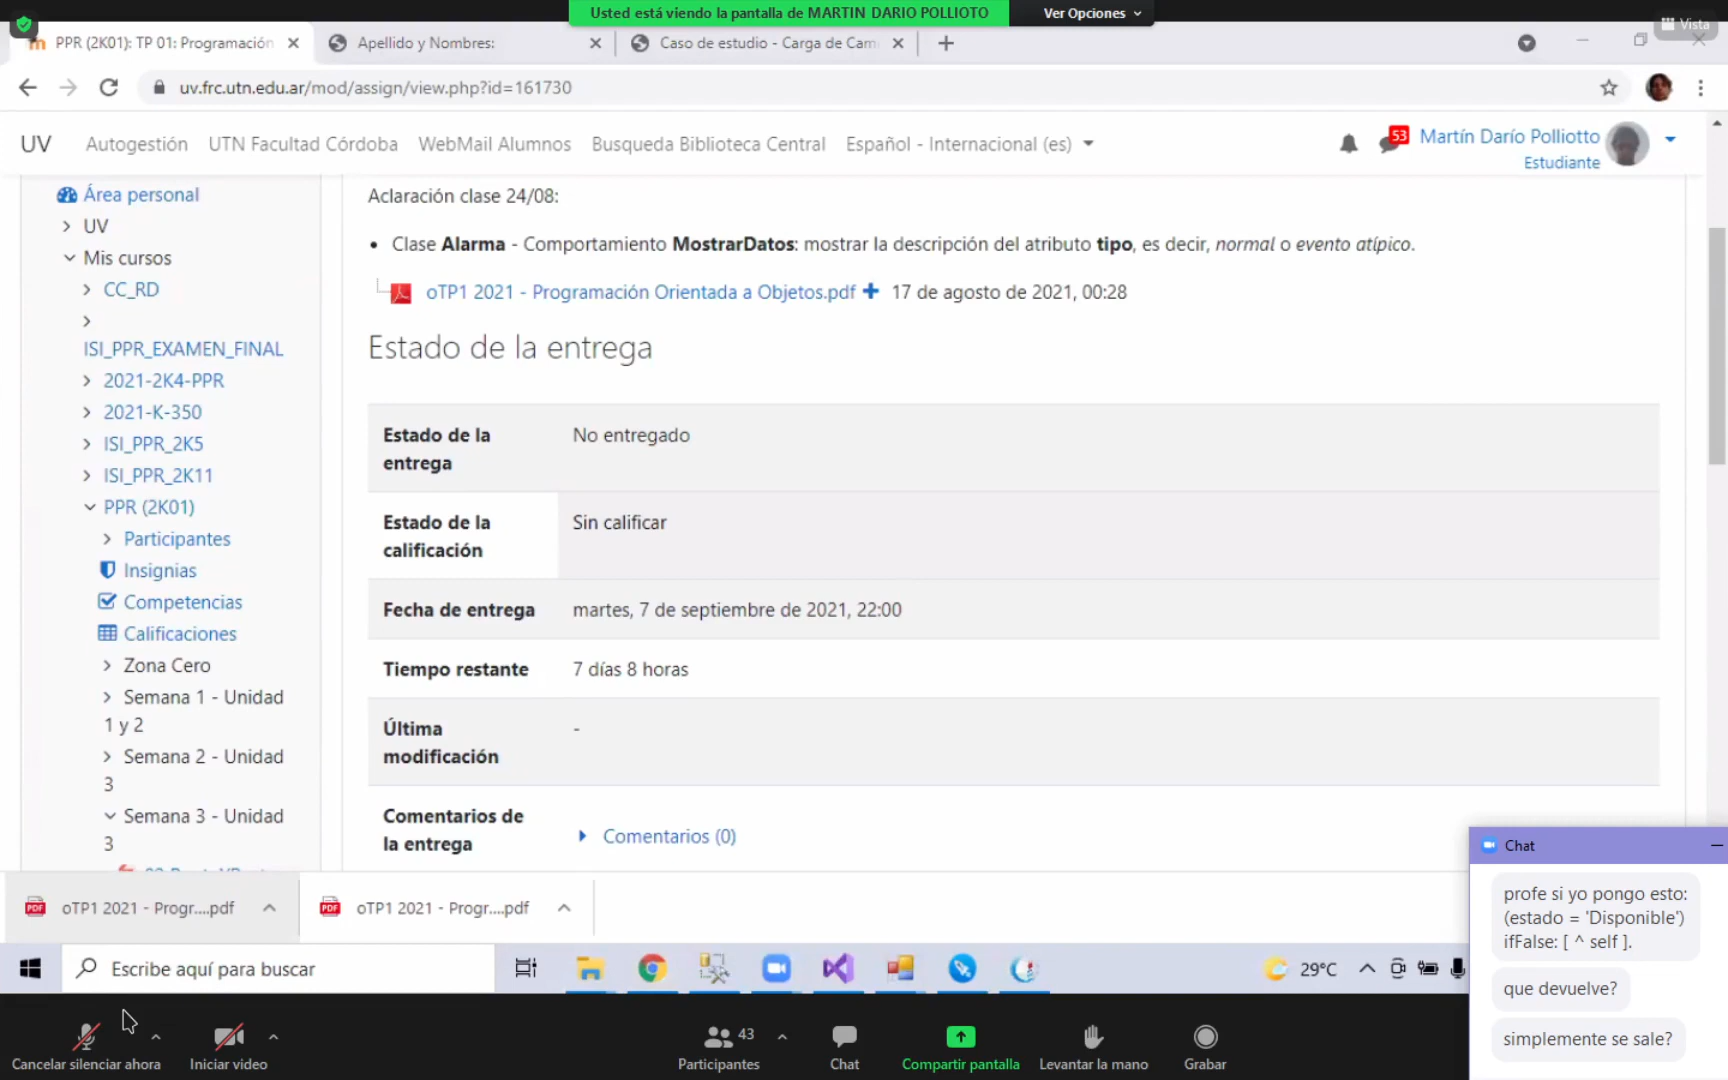 Usted está viendo la pantalla de MARTIN DARIO POLLIOTO
Ver Opciones
Vista
PPR (2K01): TP 01: Programación
Apellido y Nombres:
Caso de estudio - Carga de Cam
uv.frc.utn.edu.ar/mod/assign/view.php?id=161730
UV
Autogestión
UTN Facultad Córdoba
WebMail Alumnos
Busqueda Biblioteca Central
Español - Internacional (es)
53
Martín Darío Polliotto
Estudiante
Área personal
UV
Mis cursos
CC_RD
ISI_PPR_EXAMEN_FINAL
2021-2K4-PPR
2021-K-350
ISI_PPR_2K5
ISI_PPR_2K11
PPR (2K01)
Participantes
Insignias
Competencias
Calificaciones
Zona Cero
Semana 1 - Unidad
1 y 2
Semana 2 - Unidad
3
Semana 3 - Unidad
3
Aclaración clase 24/08:
• Clase Alarma - Comportamiento MostrarDatos: mostrar la descripción del atributo tipo, es decir, normal o evento atípico.
oTP1 2021 - Programación Orientada a Objetos.pdf
17 de agosto de 2021, 00:28
Estado de la entrega
Estado de la
entrega
No entregado
Estado de la
calificación
Sin calificar
Fecha de entrega
martes, 7 de septiembre de 2021, 22:00
Tiempo restante
7 días 8 horas
Última
modificación
-
Comentarios de
la entrega
Comentarios (0)
Chat
profe si yo pongo esto:
(estado = 'Disponible')
ifFalse: [ ^ self ].
que devuelve?
simplemente se sale?
PDF
oTP1 2021 - Progr....pdf
PDF
oTP1 2021 - Progr....pdf
Escribe aquí para buscar
29°C
Cancelar silenciar ahora
Iniciar video
43
Participantes
Chat
Compartir pantalla
Levantar la mano
Grabar